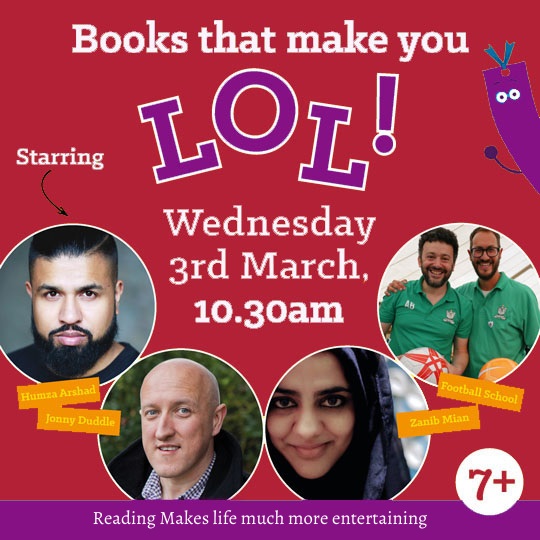 Books that make you
LOL!
Starring
Wednesday
3rd March,
10.30am
Humza Arshad
Jonny Duddle
Football School
Zanib Mian
7+
Reading Makes life much more entertaining